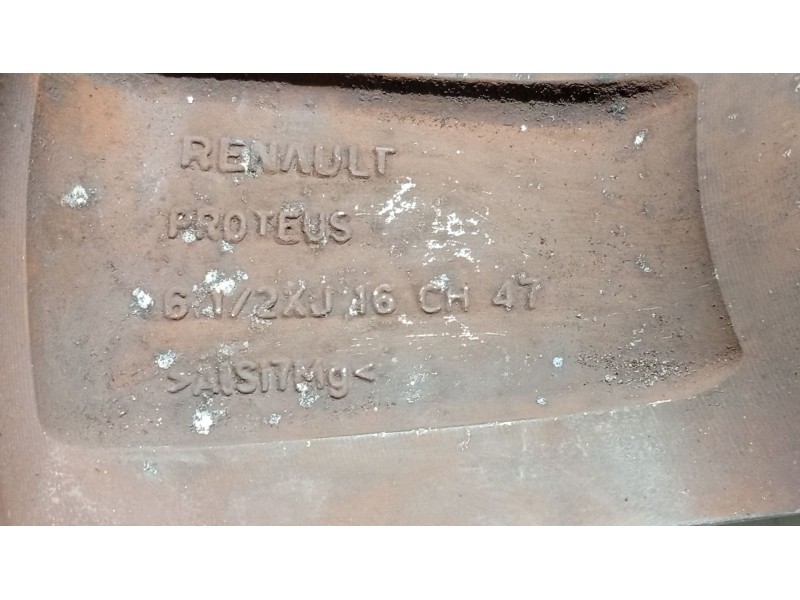 RENAULT
PROTEUS
6 1/2XJ 16 CH 47
>AlSi7Mg<